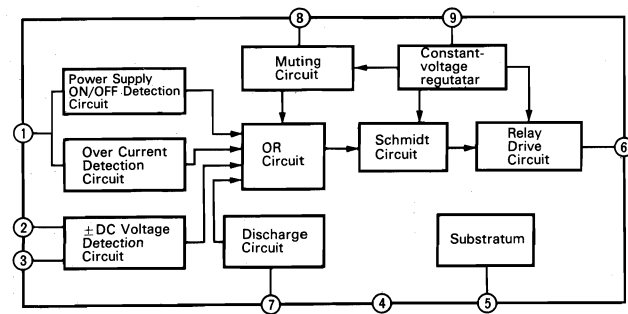 8
9
Muting
Circuit
Constant-
voltage
regutatar
Power Supply
ON/OFF Detection
Circuit
1
OR
Circuit
Schmidt
Circuit
Relay
Drive
Circuit
6
Over Current
Detection
Circuit
2
±DC Voltage
Detection
Circuit
3
Discharge
Circuit
Substratum
7
4
5